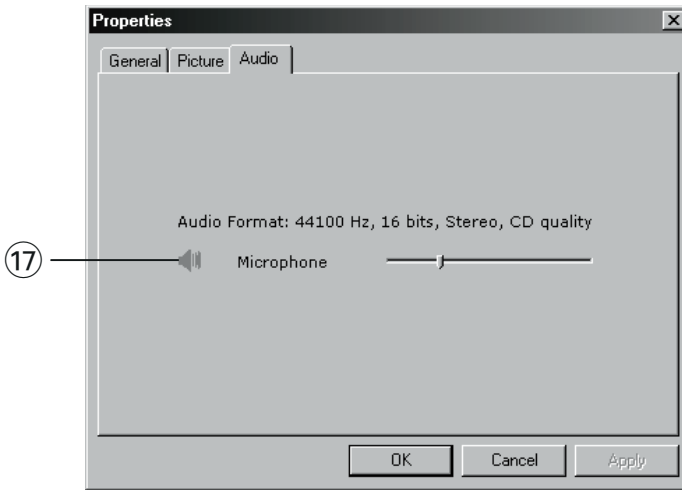 Properties
General Picture Audio
Audio Format: 44100 Hz, 16 bits, Stereo, CD quality
17 Microphone
OK Cancel Apply